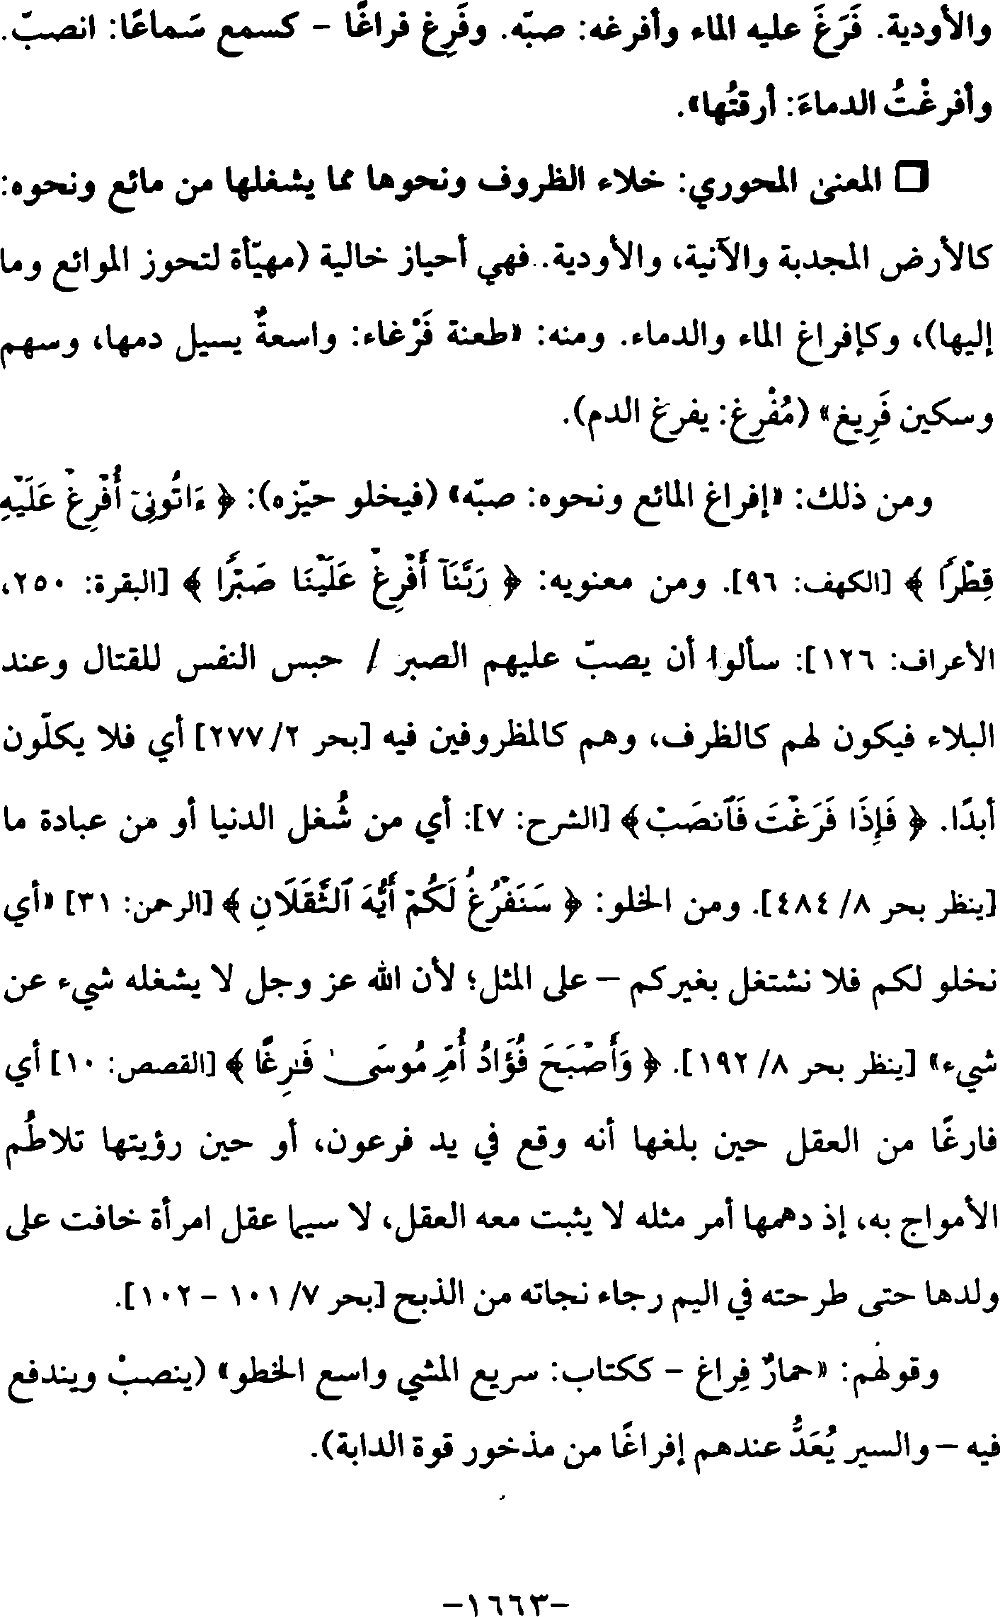 والأودية. فَرَغَ عليه الماء وأفرغه: صبّه. وفَرِغ فراغًا – كسمع سَماعًا: انصبّ.
وأفرغْتُ الدماءَ: أرقتُها».
□ المعنى المحوري: خلاء الظروف ونحوها مما يشغلها من مائع ونحوه:
كالأرض المجدبة والآنية، والأودية..فهي أحياز خالية (مهيّأة لتحوز الموائع وما
إليها)، وكإفراغ الماء والدماء. ومنه: «طعنة فَرْغاء: واسعةٌ يسيل دمها، وسهم
وسكين فَرِيغ» (مُفْرِغ: يفرغ الدم).
ومن ذلك: «إفراغ المائع ونحوه: صبّه» (فيخلو حيّزه): ﴿ ءَاتُونِيٓ أُفۡرِغۡ عَلَيۡهِ
قِطۡرٗا ﴾ [الكهف: ٩٦]. ومن معنويه: ﴿ رَبَّنَآ أَفۡرِغۡ عَلَيۡنَا صَبۡرٗا ﴾ [البقرة: ٢٥٠،
الأعراف: ١٢٦]: سألوا أن يصبّ عليهم الصبر / حبس النفس للقتال وعند
البلاء فيكون لهم كالظرف، وهم كالمظروفين فيه [بحر ٢/ ٢٧٧] أي فلا يكلّون
أبدًا. ﴿ فَإِذَا فَرَغۡتَ فَٱنصَبۡ ﴾ [الشرح: ٧]: أي من شُغل الدنيا أو من عبادة ما
[ينظر بحر ٨/ ٤٨٤]. ومن الخلو: ﴿ سَنَفۡرُغُ لَكُمۡ أَيُّهَ ٱلثَّقَلَانِ ﴾ [الرحمن: ٣١] «أي
نخلو لكم فلا نشتغل بغيركم – على المثل؛ لأن الله عز وجل لا يشغله شيء عن
شيء» [ينظر بحر ٨/ ١٩٢]. ﴿ وَأَصۡبَحَ فُؤَادُ أُمِّ مُوسَىٰ فَٰرِغًا ﴾ [القصص: ١٠] أي
فارغًا من العقل حين بلغها أنه وقع في يد فرعون، أو حين رؤيتها تلاطُم
الأمواج به، إذ دهمها أمر مثله لا يثبت معه العقل، لا سيما عقل امرأة خافت على
ولدها حتى طرحته في اليم رجاء نجاته من الذبح [بحر ٧/ ١٠١ – ١٠٢].
وقولهم: «حمارٌ فِراغ – ككتاب: سريع المشي واسع الخطو» (ينصبْ ويندفع
فيه – والسير يُعَدُّ عندهم إفراغًا من مذخور قوة الدابة).
–١٦٦٣–